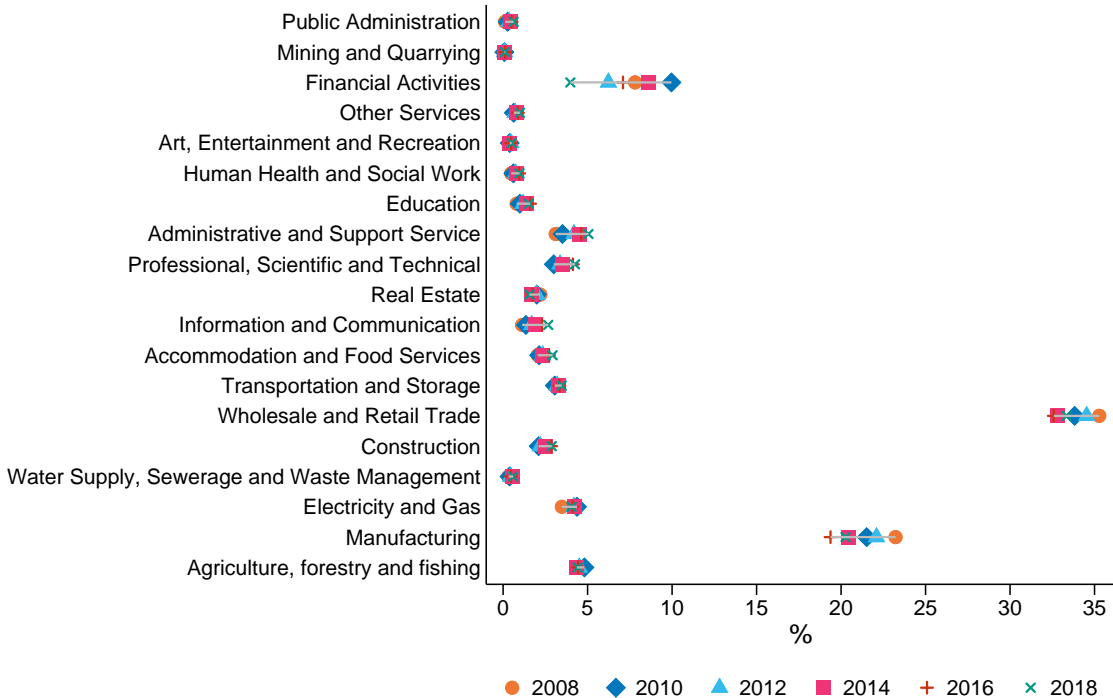 Public Administration
Mining and Quarrying
Financial Activities
Other Services
Art, Entertainment and Recreation
Human Health and Social Work
Education
Administrative and Support Service
Professional, Scientific and Technical
Real Estate
Information and Communication
Accommodation and Food Services
Transportation and Storage
Wholesale and Retail Trade
Construction
Water Supply, Sewerage and Waste Management
Electricity and Gas
Manufacturing
Agriculture, forestry and fishing
0 5 10 15 20 25 30 35
%
2008 2010 2012 2014 2016 2018